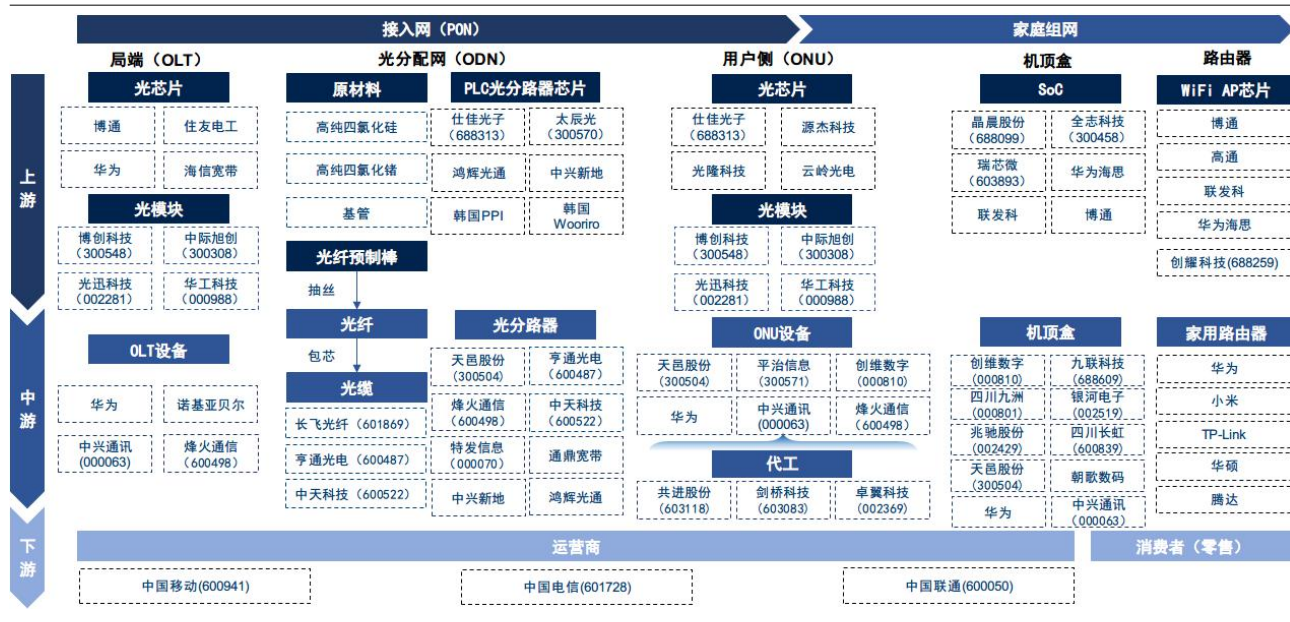 接入网（PON）
家庭组网
局端（OLT）
光分配网（ODN）
用户侧（ONU）
机顶盒
路由器
上游
光芯片
博通
住友电工
华为
海信宽带
光模块
博创科技
（300548）
中际旭创
（300308）
光迅科技
（002281）
华工科技
（000988）
原材料
高纯四氯化硅
高纯四氯化锗
基管
光纤预制棒
抽丝
PLC光分路器芯片
仕佳光子
（688313）
太辰光
（300570）
鸿辉光通
中兴新地
韩国PPI
韩国
Wooriro
光芯片
仕佳光子
（688313）
源杰科技
光隆科技
云岭光电
光模块
博创科技
（300548）
中际旭创
（300308）
光迅科技
（002281）
华工科技
（000988）
SoC
晶晨股份
（688099）
全志科技
（300458）
瑞芯微
（603893）
华为海思
联发科
博通
WiFi AP芯片
博通
高通
联发科
华为海思
创耀科技(688259)
中游
OLT设备
华为
诺基亚贝尔
中兴通讯
(000063)
烽火通信
（600498）
光纤
包芯
光缆
长飞光纤（601869）
亨通光电（600487）
中天科技（600522）
光分路器
天邑股份
（300504）
亨通光电
（600487）
烽火通信
（600498）
中天科技
（600522）
特发信息
（000070）
通鼎宽带
中兴新地
鸿辉光通
ONU设备
天邑股份
（300504）
平治信息
（300571）
创维数字
（000810）
华为
中兴通讯
(000063)
烽火通信
（600498）
代工
共进股份
（603118）
剑桥科技
（603083）
卓翼科技
（002369）
机顶盒
创维数字
（000810）
九联科技
（688609）
四川九洲
（000801）
银河电子
（002519）
兆驰股份
（002429）
四川长虹
（600839）
天邑股份
（300504）
朝歌数码
华为
中兴通讯
（000063）
家用路由器
华为
小米
TP-Link
华硕
腾达
下游
运营商
消费者（零售）
中国移动(600941)
中国电信(601728)
中国联通(600050)